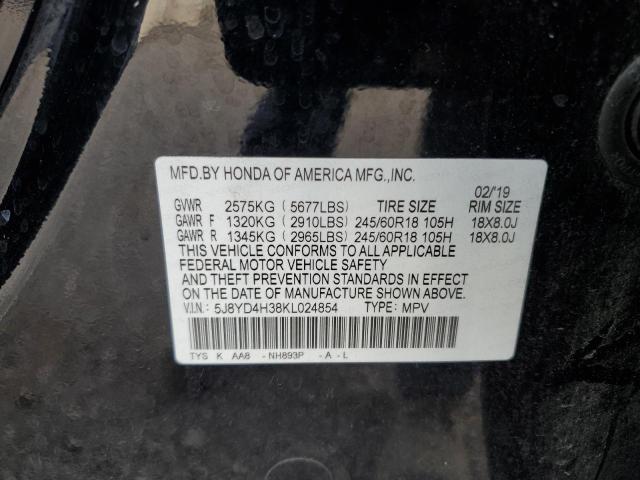 MFD.BY HONDA OF AMERICA MFG.,INC.
02/'19
GVWR 2575KG ( 5677LBS) TIRE SIZE RIM SIZE
GAWR F 1320KG ( 2910LBS) 245/60R18 105H 18X8.0J
GAWR R 1345KG ( 2965LBS) 245/60R18 105H 18X8.0J
THIS VEHICLE CONFORMS TO ALL APPLICABLE
FEDERAL MOTOR VEHICLE SAFETY
AND THEFT PREVENTION STANDARDS IN EFFECT
ON THE DATE OF MANUFACTURE SHOWN ABOVE.
V.I.N.: 5J8YD4H38KL024854 TYPE: MPV
TYS K AA8 - NH893P - A - L